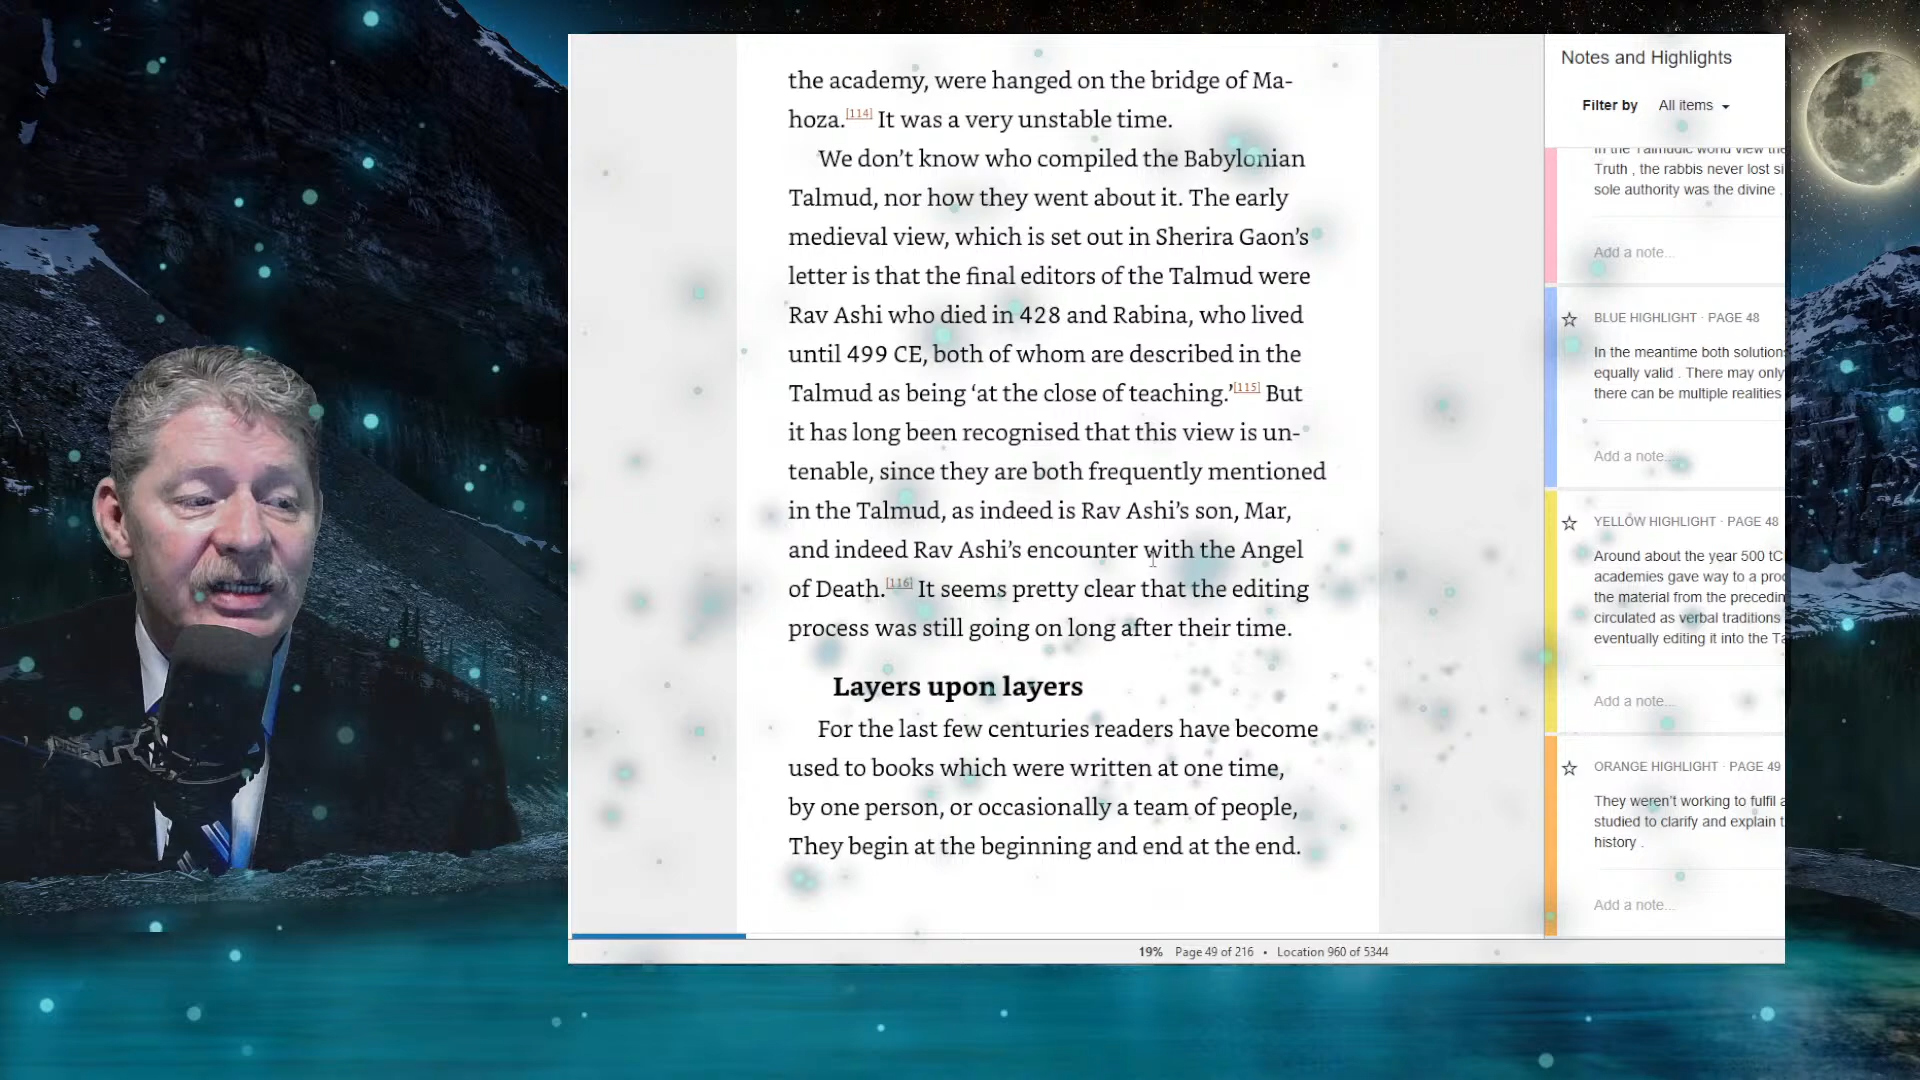 the academy, were hanged on the bridge of Ma-
hoza.[114] It was a very unstable time.
We don’t know who compiled the Babylonian
Talmud, nor how they went about it. The early
medieval view, which is set out in Sherira Gaon’s
letter is that the final editors of the Talmud were
Rav Ashi who died in 428 and Rabina, who lived
until 499 CE, both of whom are described in the
Talmud as being ‘at the close of teaching.’[115] But
it has long been recognised that this view is un-
tenable, since they are both frequently mentioned
in the Talmud, as indeed is Rav Ashi’s son, Mar,
and indeed Rav Ashi’s encounter with the Angel
of Death.[116] It seems pretty clear that the editing
process was still going on long after their time.
Layers upon layers
For the last few centuries readers have become
used to books which were written at one time,
by one person, or occasionally a team of people,
They begin at the beginning and end at the end.
19% Page 49 of 216 • Location 960 of 5344
Notes and Highlights
Filter by All items
In the Talmudic world view the
Truth , the rabbis never lost si
sole authority was the divine .
Add a note...
BLUE HIGHLIGHT · PAGE 48
In the meantime both solution
equally valid . There may only
there can be multiple realities
Add a note...
YELLOW HIGHLIGHT · PAGE 48
Around about the year 500 tC
academies gave way to a proc
the material from the precedin
circulated as verbal traditions
eventually editing it into the Ta
Add a note...
ORANGE HIGHLIGHT · PAGE 49
They weren’t working to fulfil a
studied to clarify and explain t
history .
Add a note...